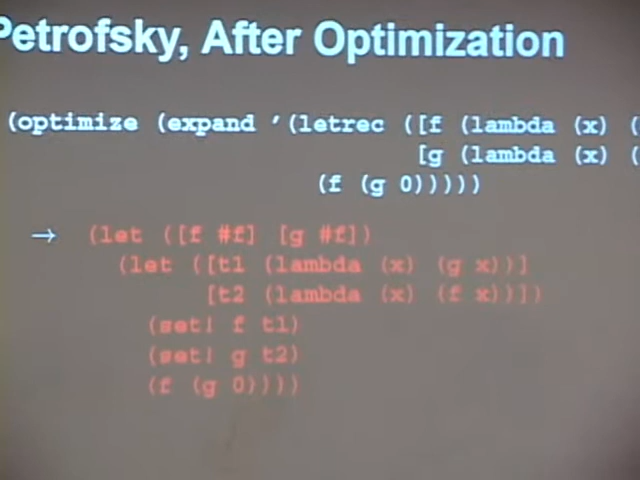 Petrofsky, After Optimization
(optimize (expand '(letrec ([f (lambda (x) (
[g (lambda (x) (
(f (g 0)))))
→ (let ([f #f] [g #f])
(let ([t1 (lambda (x) (g x))]
[t2 (lambda (x) (f x))])
(set! f t1)
(set! g t2)
(f (g 0))))